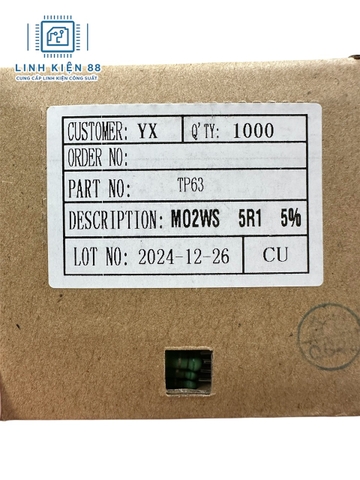 LINH KIỆN 88
CUNG CẤP LINH KIỆN CÔNG SUẤT
CUSTOMER: YX Q'TY: 1000
ORDER NO:
PART NO: TP63
DESCRIPTION: MO2WS 5R1 5%
LOT NO: 2024-12-26 CU